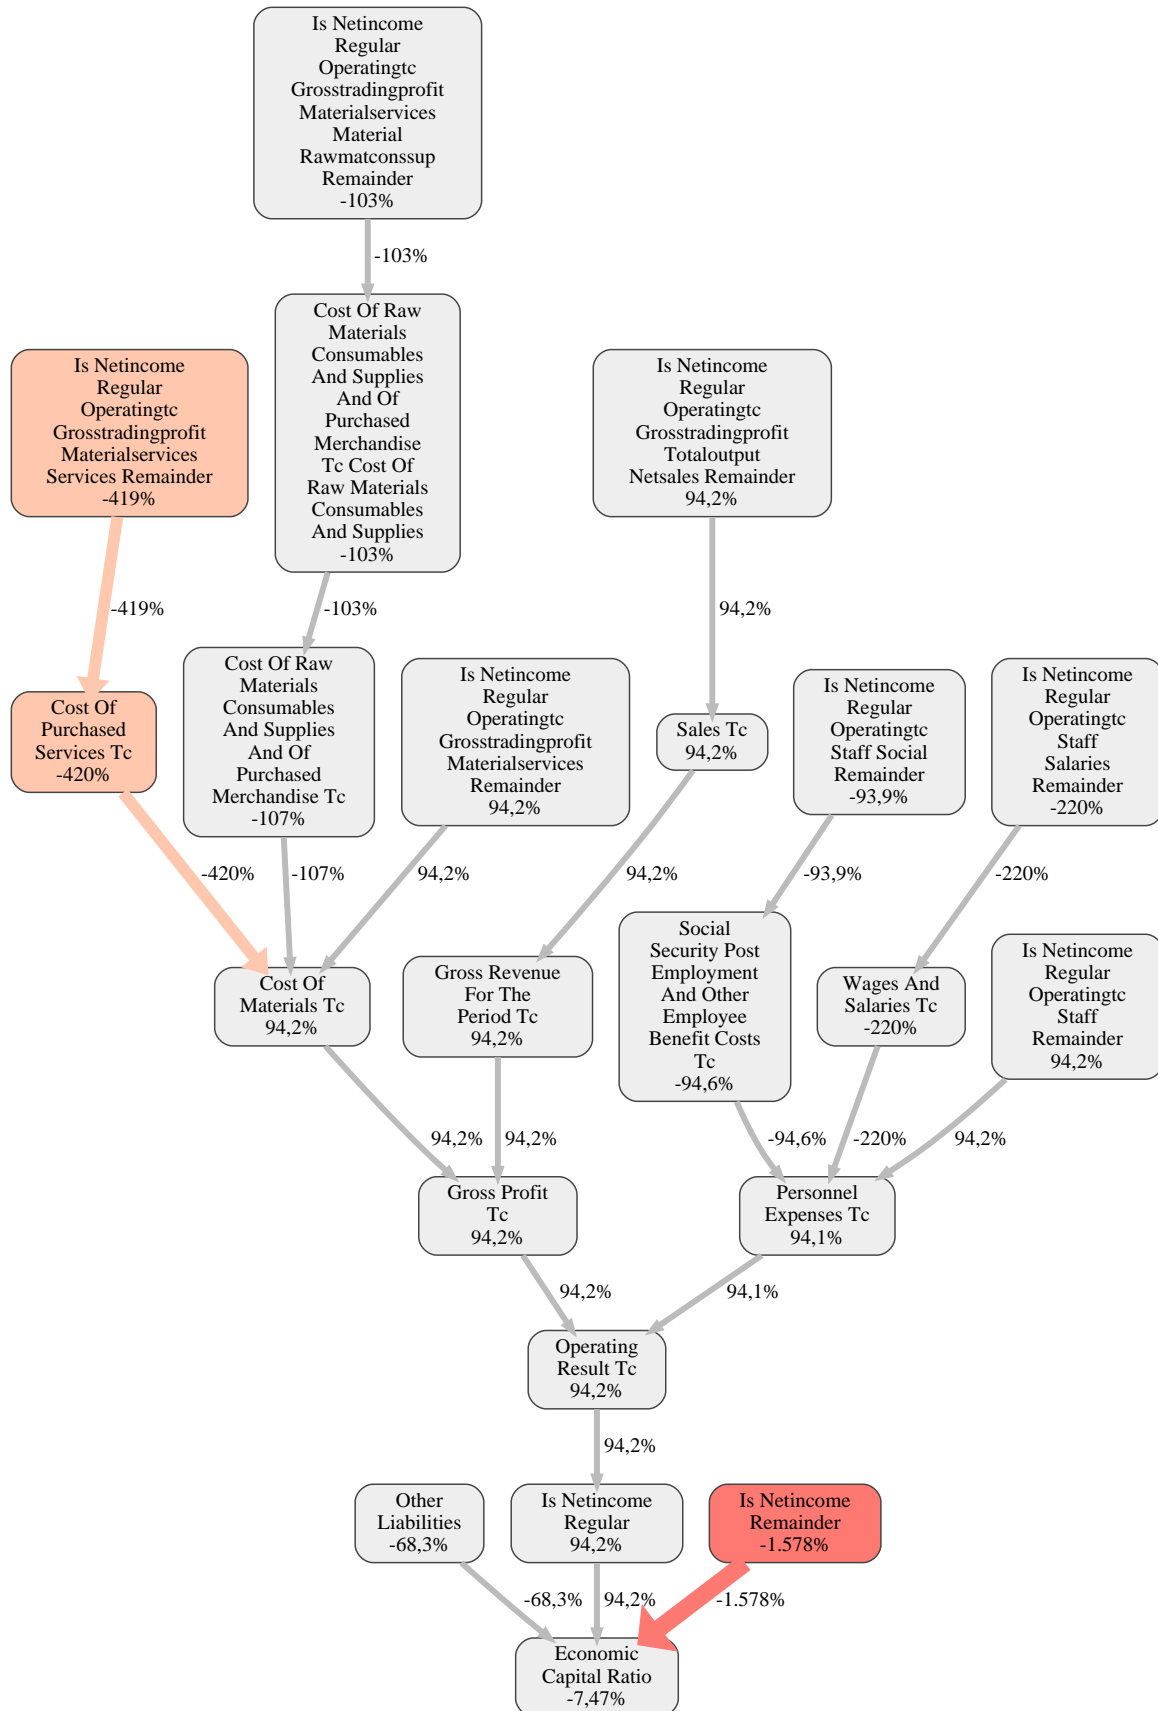 Is Netincome
Regular
Operatingtc
Grosstradingprofit
Materialservices
Material
Rawmatconssup
Remainder
-103%
-103%
Cost Of Raw
Materials
Consumables
And Supplies
And Of
Purchased
Merchandise
Tc Cost Of
Raw Materials
Consumables
And Supplies
-103%
Is Netincome
Regular
Operatingtc
Grosstradingprofit
Materialservices
Services Remainder
-419%
Is Netincome
Regular
Operatingtc
Grosstradingprofit
Totaloutput
Netsales Remainder
94,2%
-419%
-103%
94,2%
Cost Of
Purchased
Services Tc
-420%
Cost Of Raw
Materials
Consumables
And Supplies
And Of
Purchased
Merchandise Tc
-107%
Is Netincome
Regular
Operatingtc
Grosstradingprofit
Materialservices
Remainder
94,2%
Sales Tc
94,2%
Is Netincome
Regular
Operatingtc
Staff Social
Remainder
-93,9%
Is Netincome
Regular
Operatingtc
Staff
Salaries
Remainder
-220%
-420%
-107%
94,2%
94,2%
-93,9%
-220%
Cost Of
Materials Tc
94,2%
Gross Revenue
For The
Period Tc
94,2%
Social
Security Post
Employment
And Other
Employee
Benefit Costs
Tc
-94,6%
Wages And
Salaries Tc
-220%
Is Netincome
Regular
Operatingtc
Staff
Remainder
94,2%
94,2%
94,2%
-94,6%
-220%
94,2%
Gross Profit
Tc
94,2%
Personnel
Expenses Tc
94,1%
94,2%
94,1%
Operating
Result Tc
94,2%
94,2%
Other
Liabilities
-68,3%
Is Netincome
Regular
94,2%
Is Netincome
Remainder
-1.578%
-68,3%
94,2%
-1.578%
Economic
Capital Ratio
-7,47%